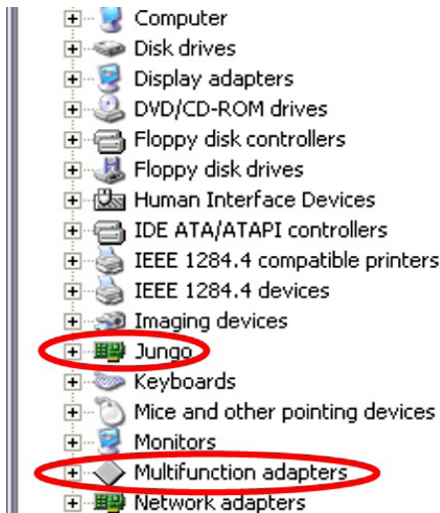 Computer
Disk drives
Display adapters
DVD/CD-ROM drives
Floppy disk controllers
Floppy disk drives
Human Interface Devices
IDE ATA/ATAPI controllers
IEEE 1284.4 compatible printers
IEEE 1284.4 devices
Imaging devices
Jungo
Keyboards
Mice and other pointing devices
Monitors
Multifunction adapters
Network adapters